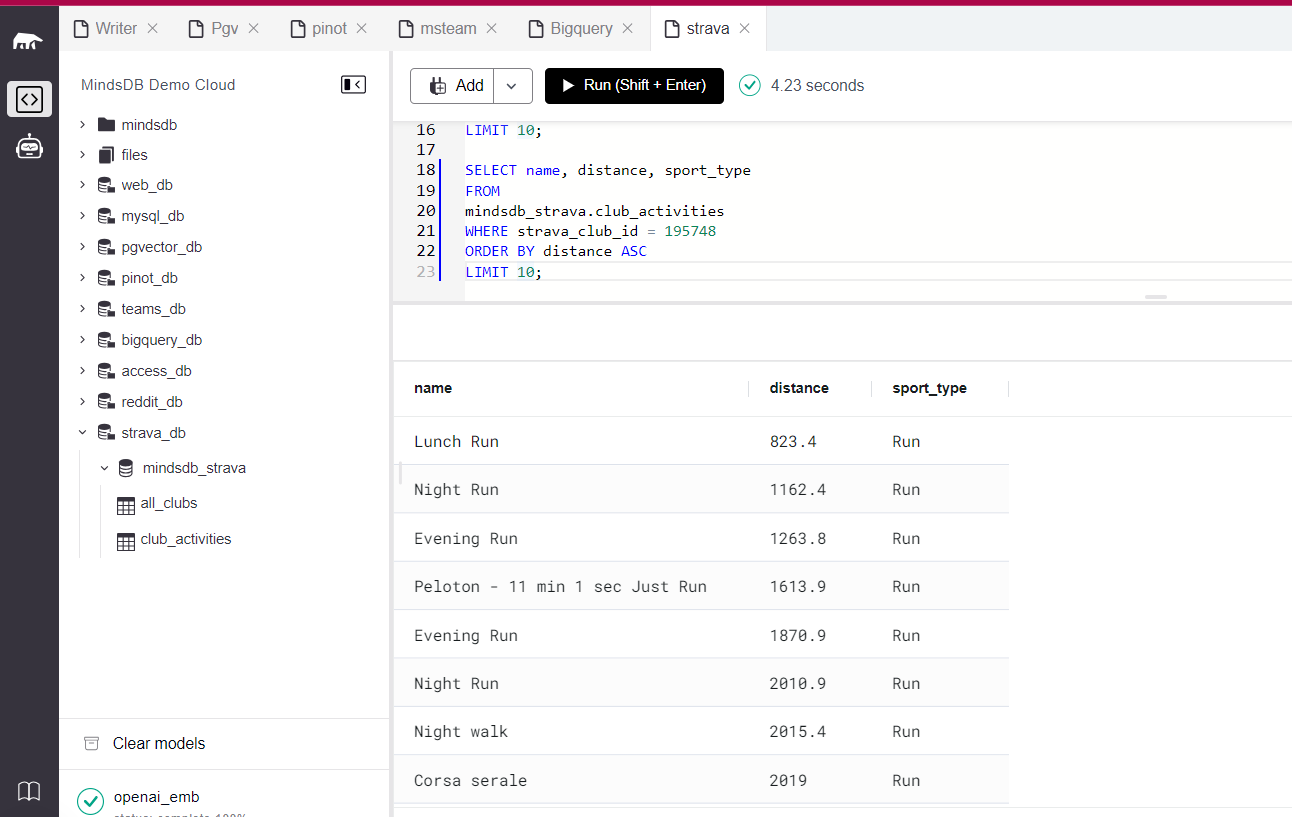 Writer
Pgv
pinot
msteam
Bigquery
strava
MindsDB Demo Cloud
mindsdb
files
web_db
mysql_db
pgvector_db
pinot_db
teams_db
bigquery_db
access_db
reddit_db
strava_db
mindsdb_strava
all_clubs
club_activities
Clear models
openai_emb
status: complete 100%
Add
Run (Shift + Enter)
4.23 seconds
16 LIMIT 10;
17
18 SELECT name, distance, sport_type
19 FROM
20 mindsdb_strava.club_activities
21 WHERE strava_club_id = 195748
22 ORDER BY distance ASC
23 LIMIT 10;
name distance sport_type
Lunch Run 823.4 Run
Night Run 1162.4 Run
Evening Run 1263.8 Run
Peloton - 11 min 1 sec Just Run 1613.9 Run
Evening Run 1870.9 Run
Night Run 2010.9 Run
Night walk 2015.4 Run
Corsa serale 2019 Run